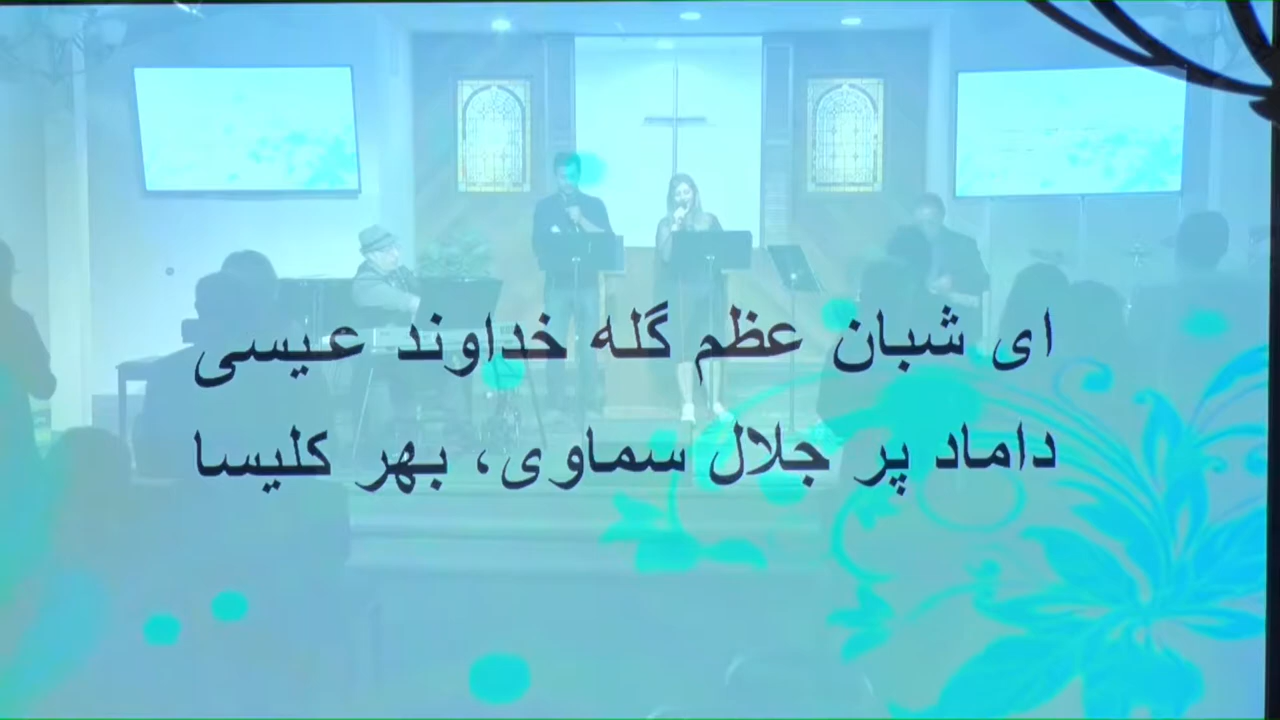 ای شبان عظم گله خداوند عیسی
داماد پر جلال سماوی، بهر کلیسا